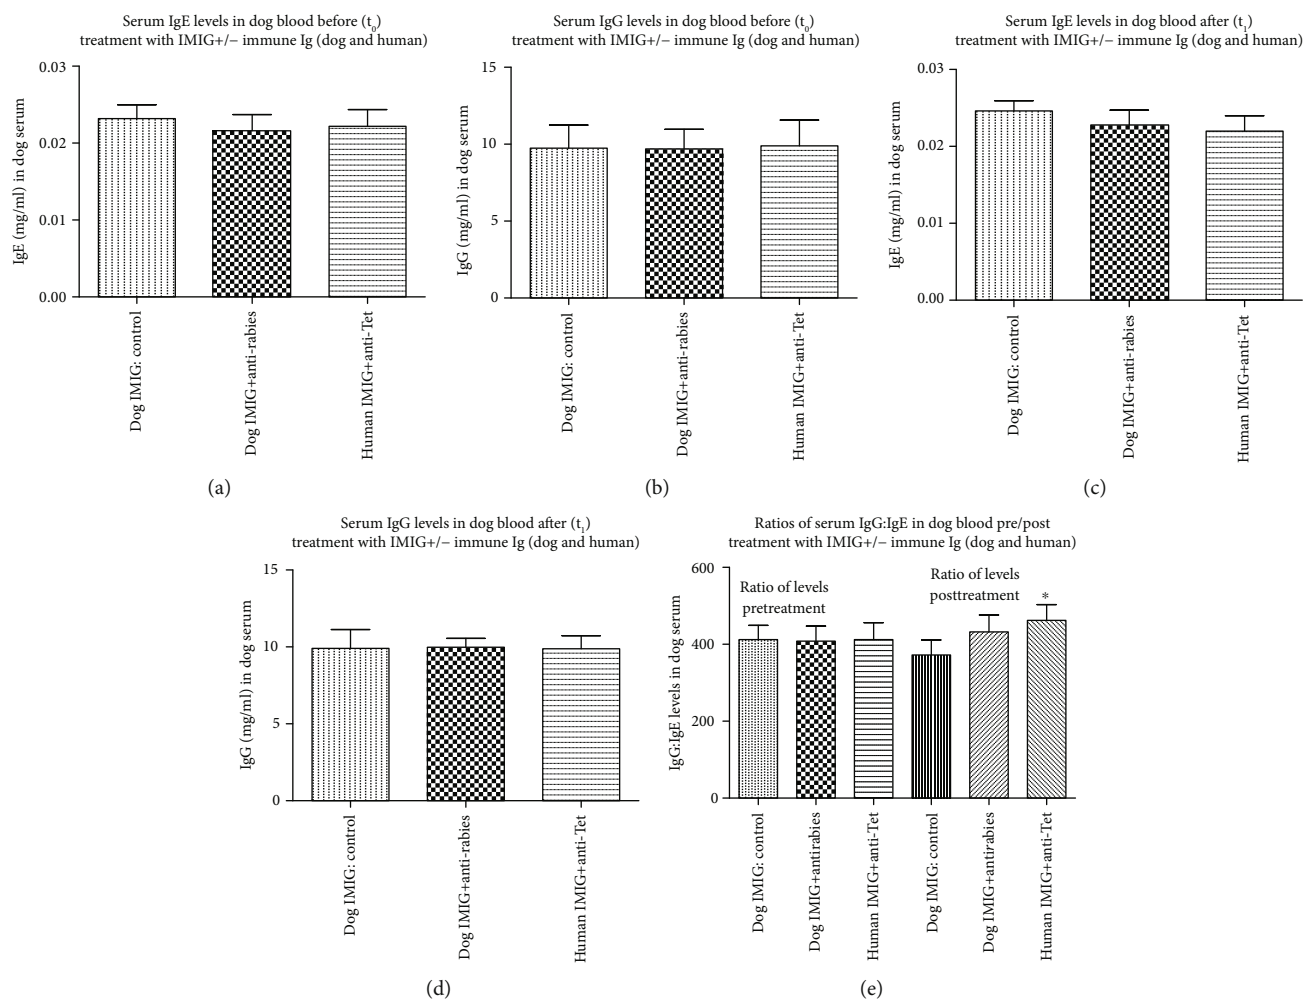 Serum IgE levels in dog blood before (t0)
treatment with IMIG+/− immune Ig (dog and human)
0.03
0.02
0.01
0.00
IgE (mg/ml) in dog serum
Dog IMIG: control
Dog IMIG+anti-rabies
Human IMIG+anti-Tet
(a)
Serum IgG levels in dog blood before (t0)
treatment with IMIG+/− immune Ig (dog and human)
15
10
5
0
IgG (mg/ml) in dog serum
Dog IMIG: control
Dog IMIG+anti-rabies
Human IMIG+anti-Tet
(b)
Serum IgE levels in dog blood after (t1)
treatment with IMIG+/− immune Ig (dog and human)
0.03
0.02
0.01
0.00
IgE (mg/ml) in dog serum
Dog IMIG: control
Dog IMIG+anti-rabies
Human IMIG+anti-Tet
(c)
Serum IgG levels in dog blood after (t1)
treatment with IMIG+/− immune Ig (dog and human)
15
10
5
0
IgG (mg/ml) in dog serum
Dog IMIG: control
Dog IMIG+anti-rabies
Human IMIG+anti-Tet
(d)
Ratios of serum IgG:IgE in dog blood pre/post
treatment with IMIG+/− immune Ig (dog and human)
600
400
200
0
IgG:IgE levels in dog serum
Ratio of levels
pretreatment
Ratio of levels
posttreatment
*
Dog IMIG: control
Dog IMIG+antirabies
Human IMIG+anti-Tet
Dog IMIG: control
Dog IMIG+antirabies
Human IMIG+anti-Tet
(e)